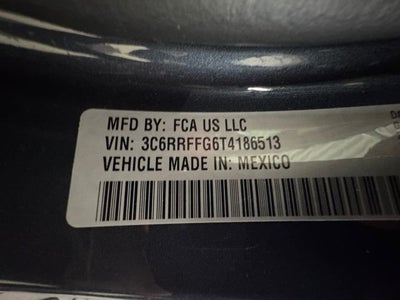 MFD BY: FCA US LLC
VIN: 3C6RRFFG6T4186513
VEHICLE MADE IN: MEXICO